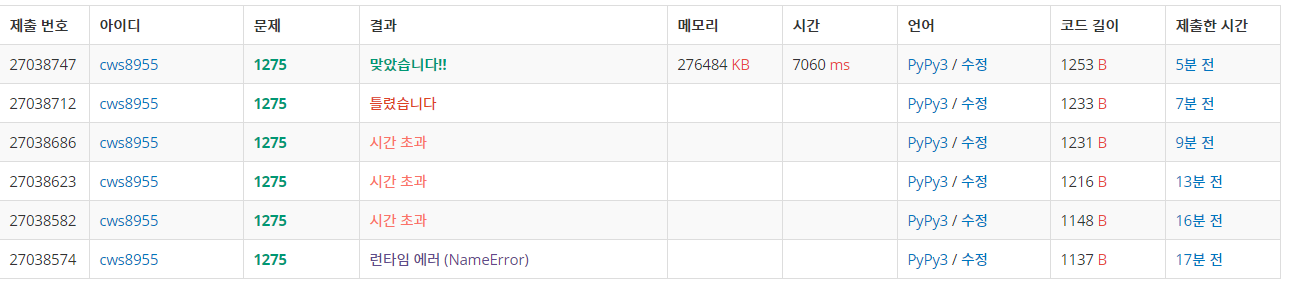 제출 번호 아이디 문제 결과 메모리 시간 언어 코드 길이 제출한 시간
27038747 cws8955 1275 맞았습니다!! 276484 KB 7060 ms PyPy3 / 수정 1253 B 5분 전
27038712 cws8955 1275 틀렸습니다 PyPy3 / 수정 1233 B 7분 전
27038686 cws8955 1275 시간 초과 PyPy3 / 수정 1231 B 9분 전
27038623 cws8955 1275 시간 초과 PyPy3 / 수정 1216 B 13분 전
27038582 cws8955 1275 시간 초과 PyPy3 / 수정 1148 B 16분 전
27038574 cws8955 1275 런타임 에러 (NameError) PyPy3 / 수정 1137 B 17분 전